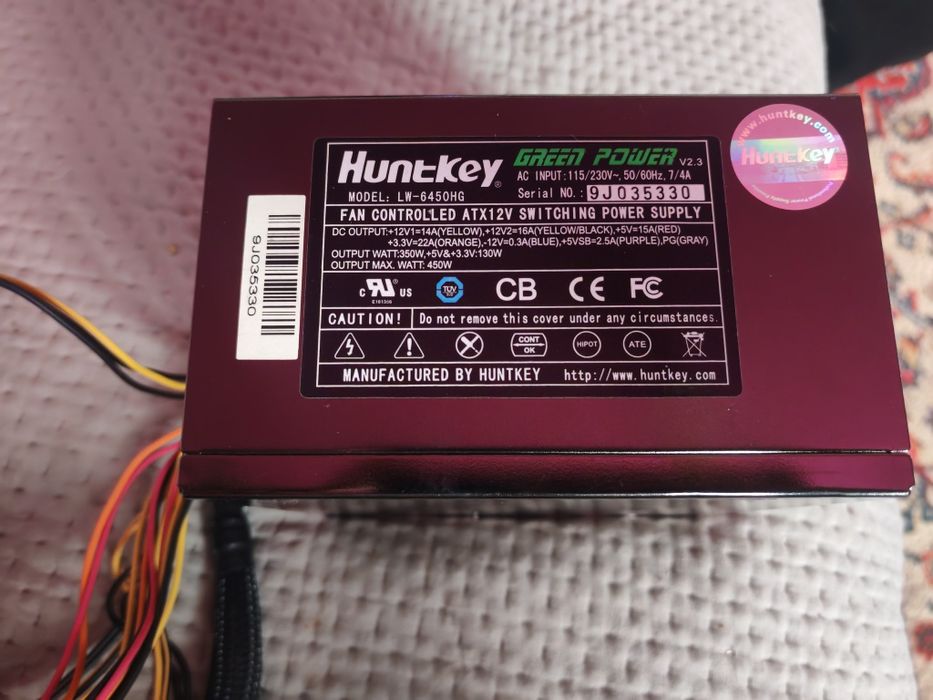 HuntKey® GREEN POWER V2.3
AC INPUT:115/230V~, 50/60Hz, 7/4A
MODEL: LW-6450HG Serial NO.: 9J035330
FAN CONTROLLED ATX12V SWITCHING POWER SUPPLY
DC OUTPUT:+12V1=14A(YELLOW),+12V2=16A(YELLOW/BLACK),+5V=15A(RED)
+3.3V=22A(ORANGE),-12V=0.3A(BLUE),+5VSB=2.5A(PURPLE),PG(GRAY)
OUTPUT WATT:350W,+5V&+3.3V:130W
OUTPUT MAX. WATT: 450W
c RU® US TÜV CB CE FC
CAUTION! Do not remove this cover under any circumstances.
CONT OK HIPOT ATE
MANUFACTURED BY HUNTKEY http://www.huntkey.com
9J035330
www.huntkey.com
HuntKey